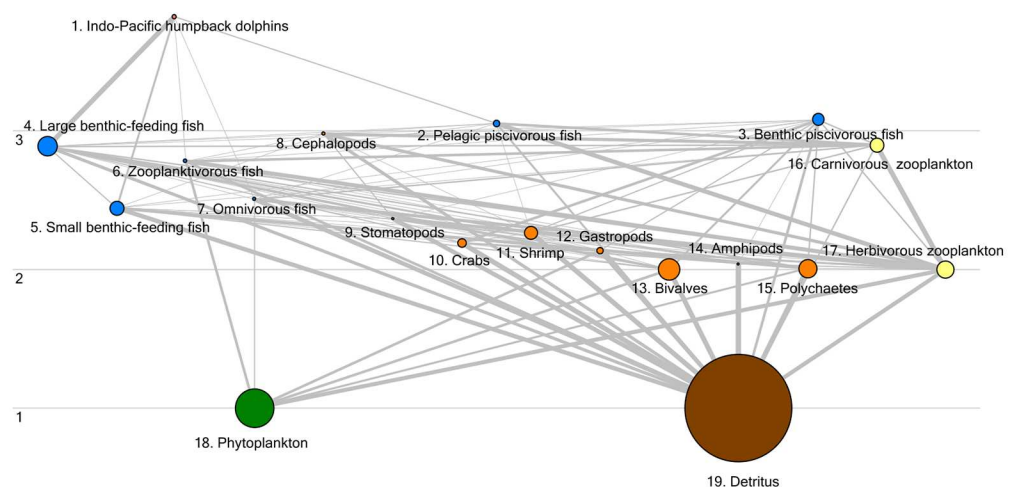 1. Indo-Pacific humpback dolphins
4. Large benthic-feeding fish
3
8. Cephalopods
2. Pelagic piscivorous fish
3. Benthic piscivorous fish
16. Carnivorous zooplankton
6. Zooplanktivorous fish
7. Omnivorous fish
5. Small benthic-feeding fish
9. Stomatopods
10. Crabs
11. Shrimp
12. Gastropods
14. Amphipods
17. Herbivorous zooplankton
2
13. Bivalves
15. Polychaetes
1
18. Phytoplankton
19. Detritus